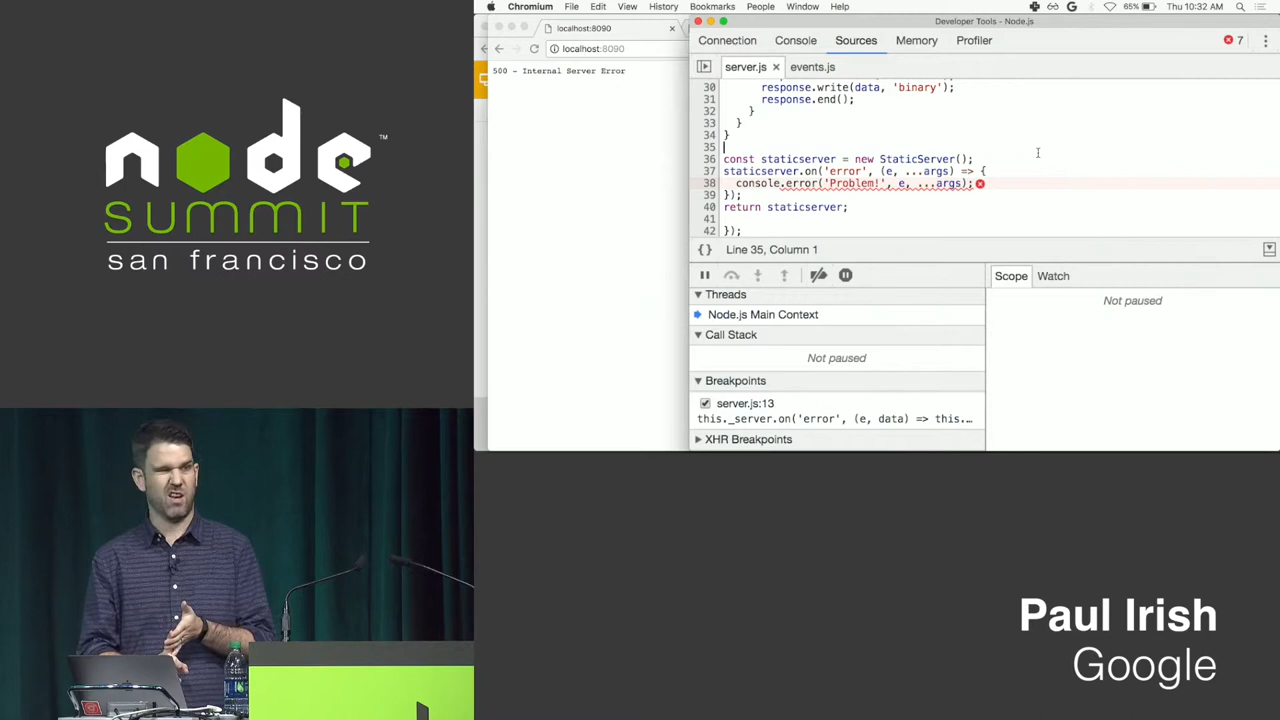 node™
SUMMIT
san francisco
Chromium File Edit View History Bookmarks People Window Help
65% Thu 10:32 AM
localhost:8090
localhost:8090
500 - Internal Server Error
Developer Tools - Node.js
Connection Console Sources Memory Profiler 7
server.js events.js
30 response.write(data, 'binary');
31 response.end();
32 }
33 }
34 }
35
36 const staticserver = new StaticServer();
37 staticserver.on('error', (e, ...args) => {
38 console.error('Problem!', e, ...args);
39 });
40 return staticserver;
41
42 });
{} Line 35, Column 1
Threads
Node.js Main Context
Call Stack
Not paused
Breakpoints
server.js:13
this._server.on('error', (e, data) => this.…
XHR Breakpoints
Scope Watch
Not paused
Paul Irish
Google